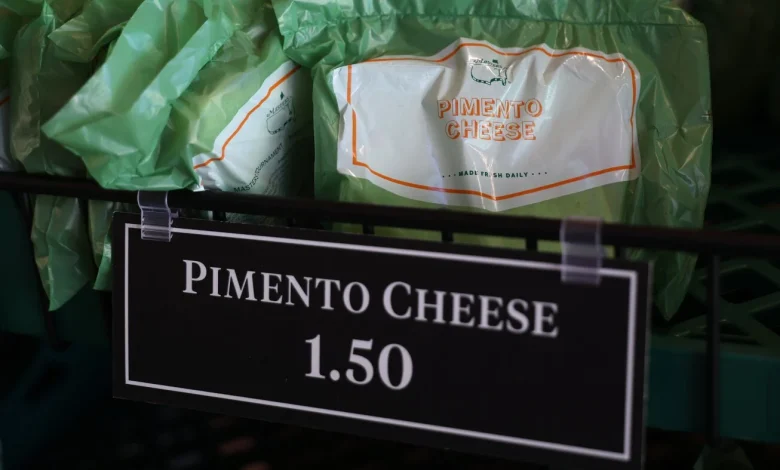 PIMENTO
CHEESE
··· MADE FRESH DAILY ···
PIMENTO CHEESE
1.50